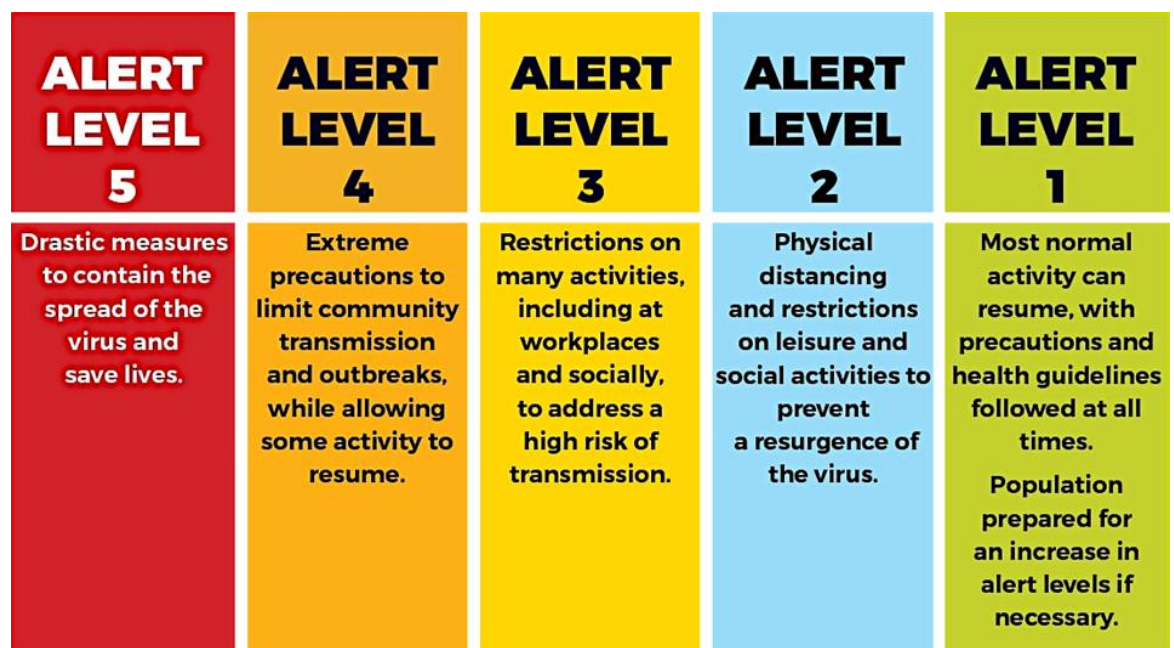 ALERT
LEVEL
5
Drastic measures
to contain the
spread of the
virus and
save lives.
ALERT
LEVEL
4
Extreme
precautions to
limit community
transmission
and outbreaks,
while allowing
some activity to
resume.
ALERT
LEVEL
3
Restrictions on
many activities,
including at
workplaces
and socially,
to address a
high risk of
transmission.
ALERT
LEVEL
2
Physical
distancing
and restrictions
on leisure and
social activities to
prevent
a resurgence of
the virus.
ALERT
LEVEL
1
Most normal
activity can
resume, with
precautions and
health guidelines
followed at all
times.
Population
prepared for
an increase in
alert levels if
necessary.